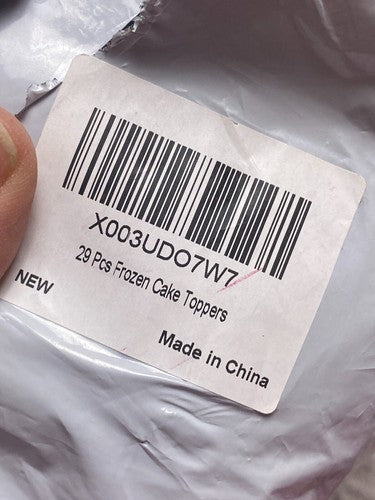 X003UDO7W7
29 Pcs Frozen Cake Toppers
NEW
Made in China